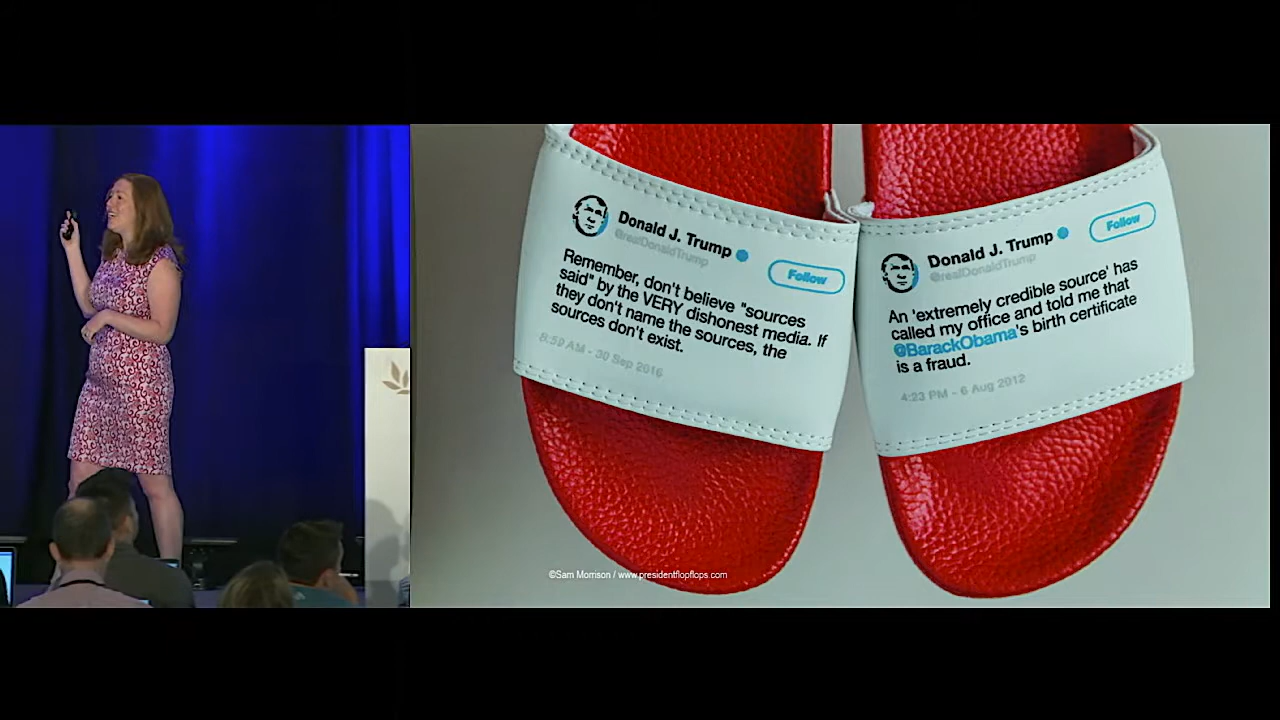 Donald J. Trump
@realDonaldTrump
Follow
Remember, don't believe "sources
said" by the VERY dishonest media. If
they don't name the sources, the
sources don't exist.
8:59 AM - 30 Sep 2016
Donald J. Trump
@realDonaldTrump
Follow
An 'extremely credible source' has
called my office and told me that
@BarackObama's birth certificate
is a fraud.
4:23 PM - 6 Aug 2012
©Sam Morrison / www.presidentflopflops.com